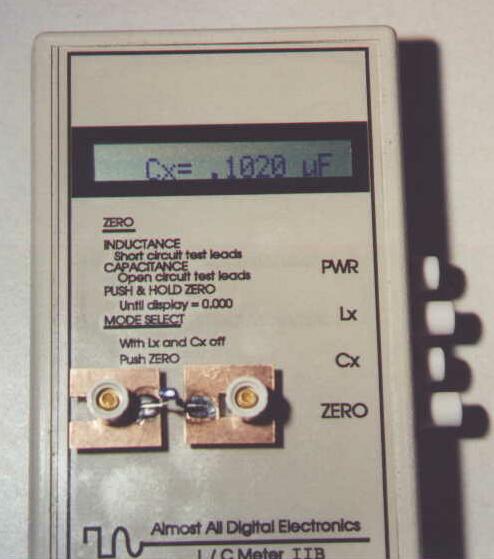 Cx= .1020 uF
ZERO
INDUCTANCE
Short circuit test leads
CAPACITANCE
Open circuit test leads
PUSH & HOLD ZERO
Until display = 0.000
MODE SELECT
With Lx and Cx off
Push ZERO
PWR
Lx
Cx
ZERO
Almost All Digital Electronics
L / C Meter IIB